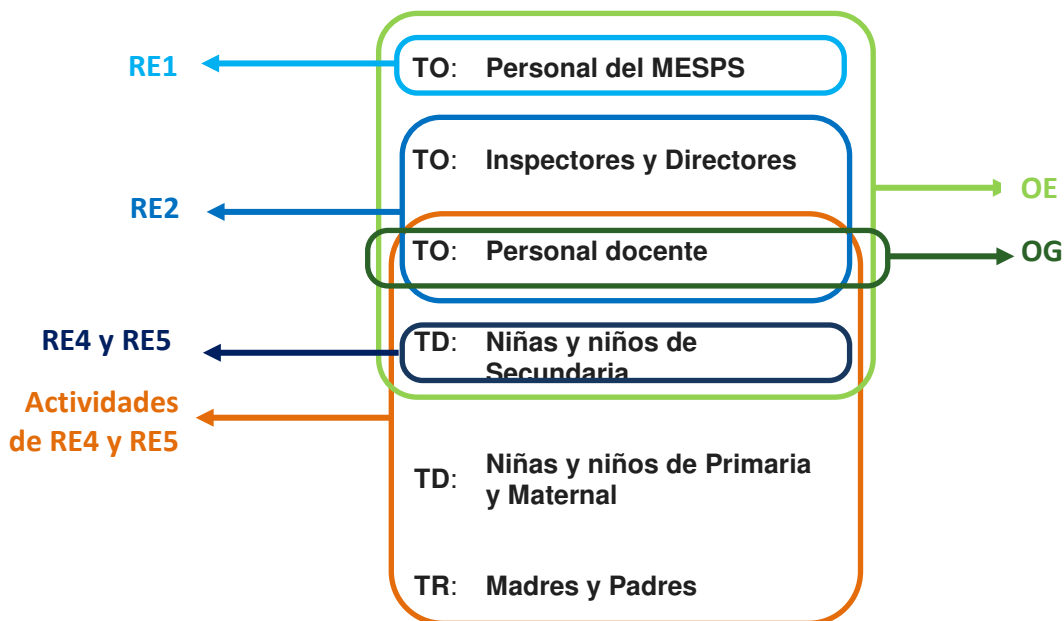 RE1
TO: Personal del MESPS
TO: Inspectores y Directores
OE
RE2
TO: Personal docente
OG
RE4 y RE5
TD: Niñas y niños de
Secundaria
Actividades
de RE4 y RE5
TD: Niñas y niños de Primaria
y Maternal
TR: Madres y Padres